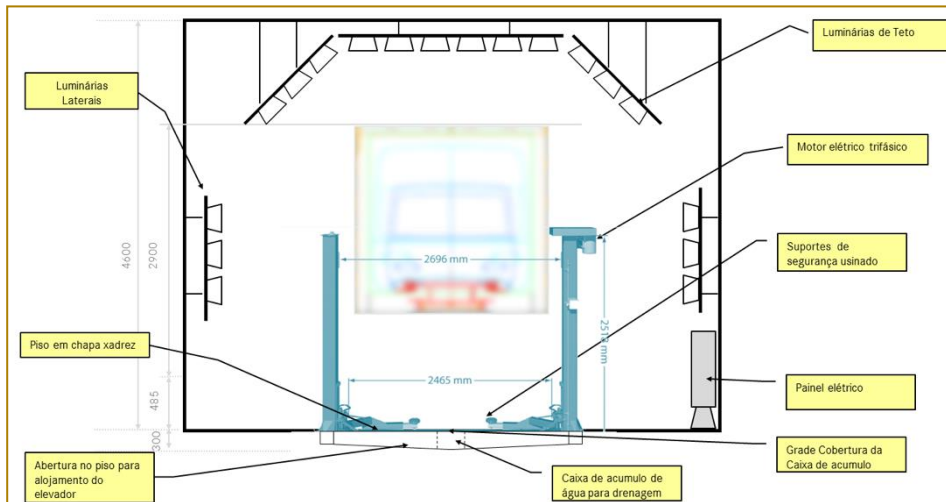 Luminárias de Teto
Luminárias
Laterais
Motor elétrico trifásico
4600
2900
2696 mm
Suportes de
segurança usinado
2513 mm
Piso em chapa xadrez
2465 mm
Painel elétrico
485
300
Abertura no piso para
alojamento do
elevador
Caixa de acumulo de
água para drenagem
Grade Cobertura da
Caixa de acumulo